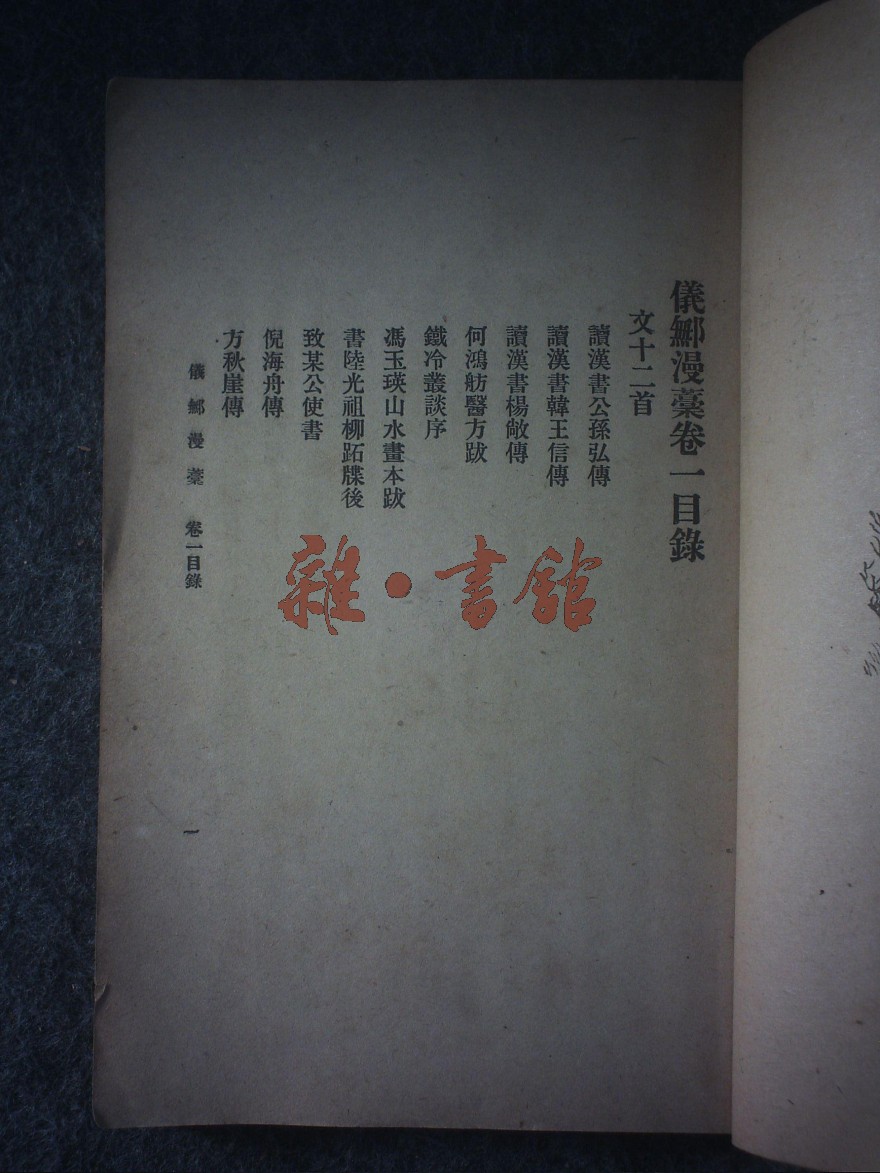 儀鄦漫藁卷一目錄
文十二首
讀漢書公孫弘傳
讀漢書韓王信傳
讀漢書楊敞傳
何鴻舫醫方跋
鐵冷叢談序
馮玉瑛山水畫本跋
書陸光祖柳跖牒後
致某公使書
倪海舟傳
方秋崖傳
儀鄦漫藁 卷一目錄
一
雜·書館